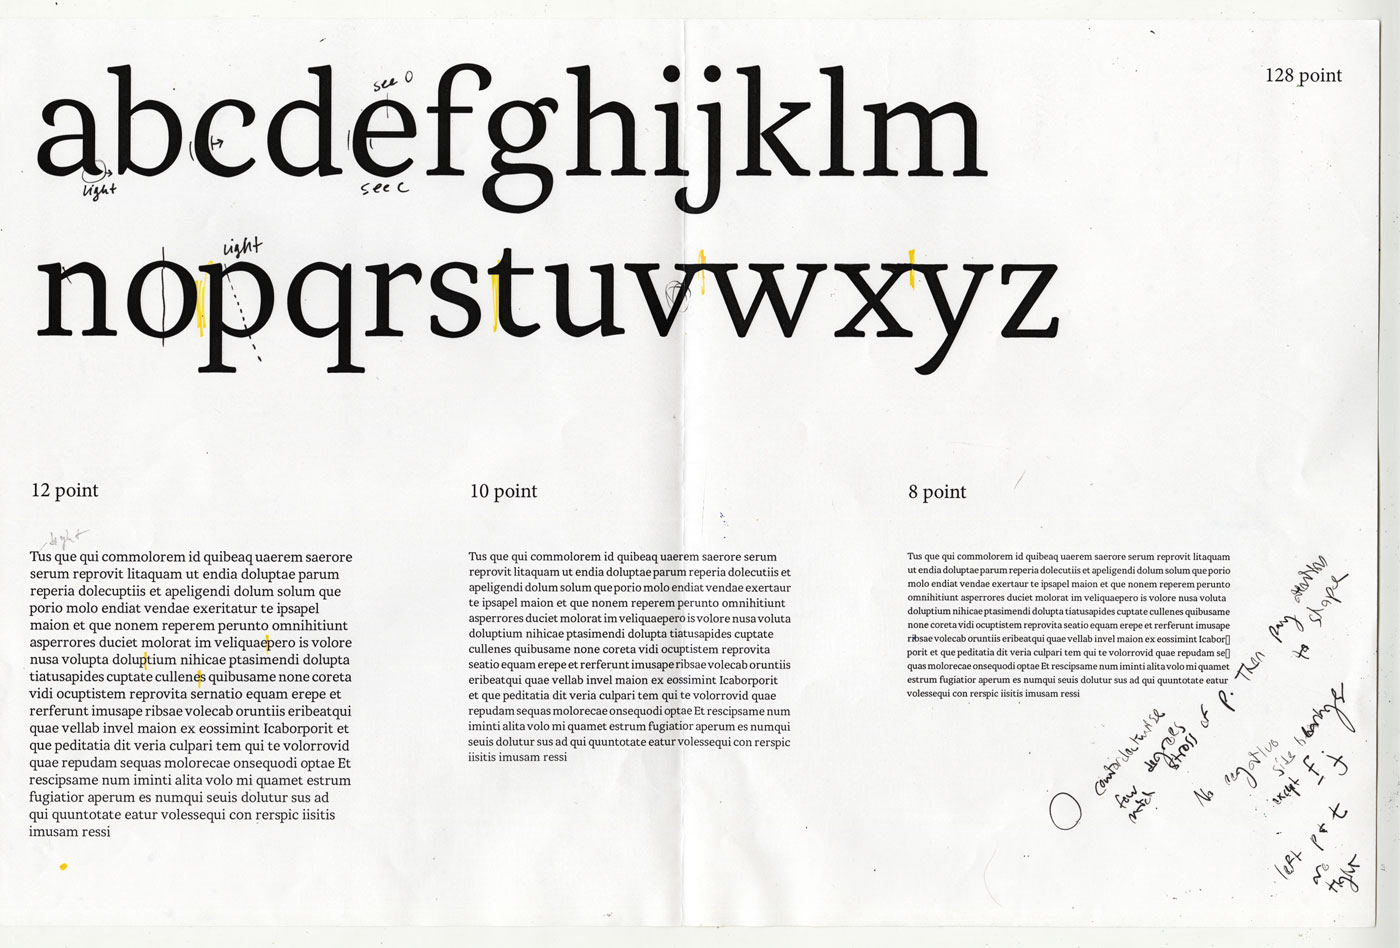 128 point
see O
abcdefghijklm
light
see C
light
nopqrstuvwxyz
12 point
light
Tus que qui commolorem id quibeaq uaerem saerore
serum reprovit litaquam ut endia doluptae parum
reperia dolecuptiis et apeligendi dolum solum que
porio molo endiat vendae exeritatur te ipsapel
maion et que nonem reperem perunto omnihitiunt
asperrores duciet molorat im veliquaepero is volore
nusa volupta doluptium nihicae ptasimendi dolupta
tiatusapides cuptate cullenes quibusame none coreta
vidi ocuptistem reprovita sernatio equam erepe et
rerferunt imusape ribsae volecab oruntiis eribeatqui
quae vellab invel maion ex eossimint Icaborporit et
que peditatia dit veria culpari tem qui te volorrovid
quae repudam sequas molorecae onsequodi optae Et
rescipsame num iminti alita volo mi quamet estrum
fugiatior aperum es numqui seuis dolutur sus ad
qui quuntotate eatur volessequi con rerspic iisitis
imusam ressi
10 point
Tus que qui commolorem id quibeaq uaerem saerore serum
reprovit litaquam ut endia doluptae parum reperia dolecutiis et
apeligendi dolum solum que porio molo endiat vendae exertaur
te ipsapel maion et que nonem reperem perunto omnihitiunt
asperrores duciet molorat im veliquaepero is volore nusa voluta
doluptium nihicae ptasimendi dolupta tiatusapides cuptate
cullenes quibusame none coreta vidi ocuptistem reprovita
seatio equam erepe et rerferunt imusape ribsae volecab oruntiis
eribeatqui quae vellab invel maion ex eossimint Icaborporit
et que peditatia dit veria culpari tem qui te volorrovid quae
repudam sequas molorecae onsequodi optae Et rescipsame num
iminti alita volo mi quamet estrum fugiatior aperum es numqui
seuis dolutur sus ad qui quuntotate eatur volessequi con rerspic
iisitis imusam ressi
8 point
Tus que qui commolorem id quibeaq uaerem saerore serum reprovit litaquam
ut endia doluptae parum reperia dolecutiis et apeligendi dolum solum que porio
molo endiat vendae exertaur te ipsapel maion et que nonem reperem perunto
omnihitiunt asperrores duciet molorat im veliquaepero is volore nusa voluta
doluptium nihicae ptasimendi dolupta tiatusapides cuptate cullenes quibusame
none coreta vidi ocuptistem reprovita seatio equam erepe et rerferunt imusape
ribsae volecab oruntiis eribeatqui quae vellab invel maion ex eossimint Icabor▯
porit et que peditatia dit veria culpari tem qui te volorrovid quae repudam se▯
quas molorecae onsequodi optae Et rescipsame num iminti alita volo mi quamet
estrum fugiatior aperum es numqui seuis dolutur sus ad qui quuntotate eatur
volessequi con rerspic iisitis imusam ressi
O counterclockwise
few degrees
match stress of p. Then pay attention
to shape
No negative
side bearings
except f j
left
are p + t
tight